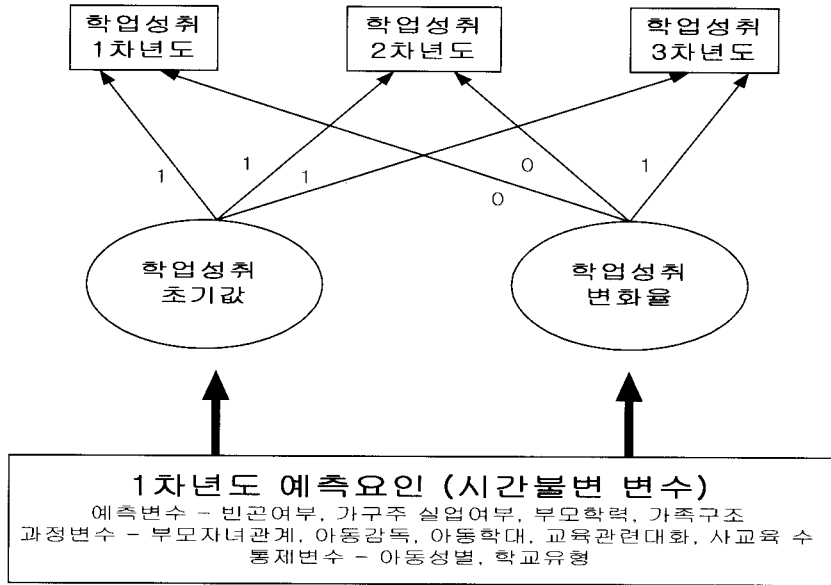 학업성취
1차년도
학업성취
2차년도
학업성취
3차년도
1
1
1
0
0
1
학업성취
초기값
학업성취
변화율
1차년도 예측요인 (시간불변 변수)
예측변수 – 빈곤여부, 가구주 실업여부, 부모학력, 가족구조
과정변수 – 부모자녀관계, 아동감독, 아동학대, 교육관련대화, 사교육 수
통제변수 – 아동성별, 학교유형